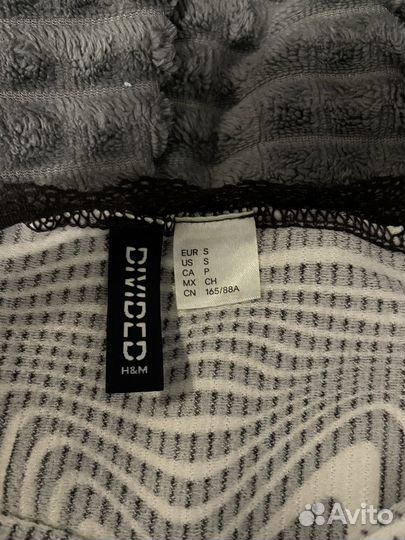 DIVIDED
H&M
EUR S
US S
CA P
MX CH
CN 165/88A
Avito